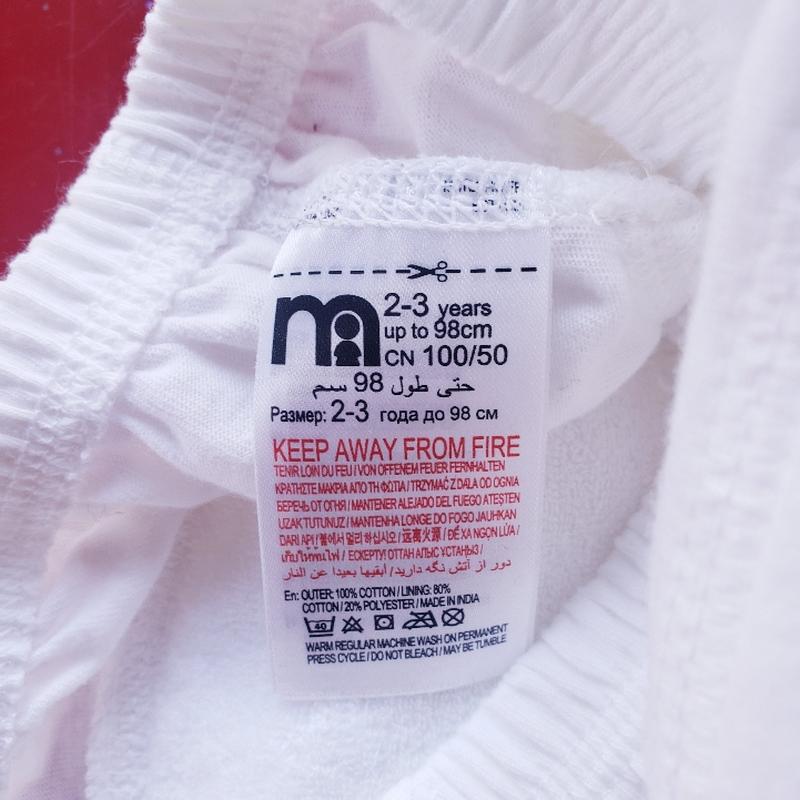 m
2-3 years
up to 98cm
CN 100/50
حتى طول 98 سم
Размер: 2-3 года до 98 см
KEEP AWAY FROM FIRE
TENIR LOIN DU FEU / VON OFFENEM FEUER FERNHALTEN
ΚΡΑΤΗΣΤΕ ΜΑΚΡΙΑ ΑΠΟ ΤΗ ΦΩΤΙΑ / TRZYMAĆ Z DALA OD OGNIA
БЕРЕЧЬ ОТ ОГНЯ / MANTENER ALEJADO DEL FUEGO ATEŞTEN
UZAK TUTUNUZ / MANTENHA LONGE DO FOGO JAUHKAN
DARI API / 불에서 멀리 하십시오 / 远离火源 / ĐỂ XA NGỌN LỬA /
เก็บให้พ้นไฟ / ЕСКЕРТУ! ОТТАН АЛЫС ҰСТАҢЫЗ /
دور از آتش نگه دارید/ أبقيها بعيدا عن النار
En: OUTER: 100% COTTON / LINING: 80%
COTTON / 20% POLYESTER / MADE IN INDIA
40
WARM REGULAR MACHINE WASH ON PERMANENT
PRESS CYCLE / DO NOT BLEACH / MAY BE TUMBLE